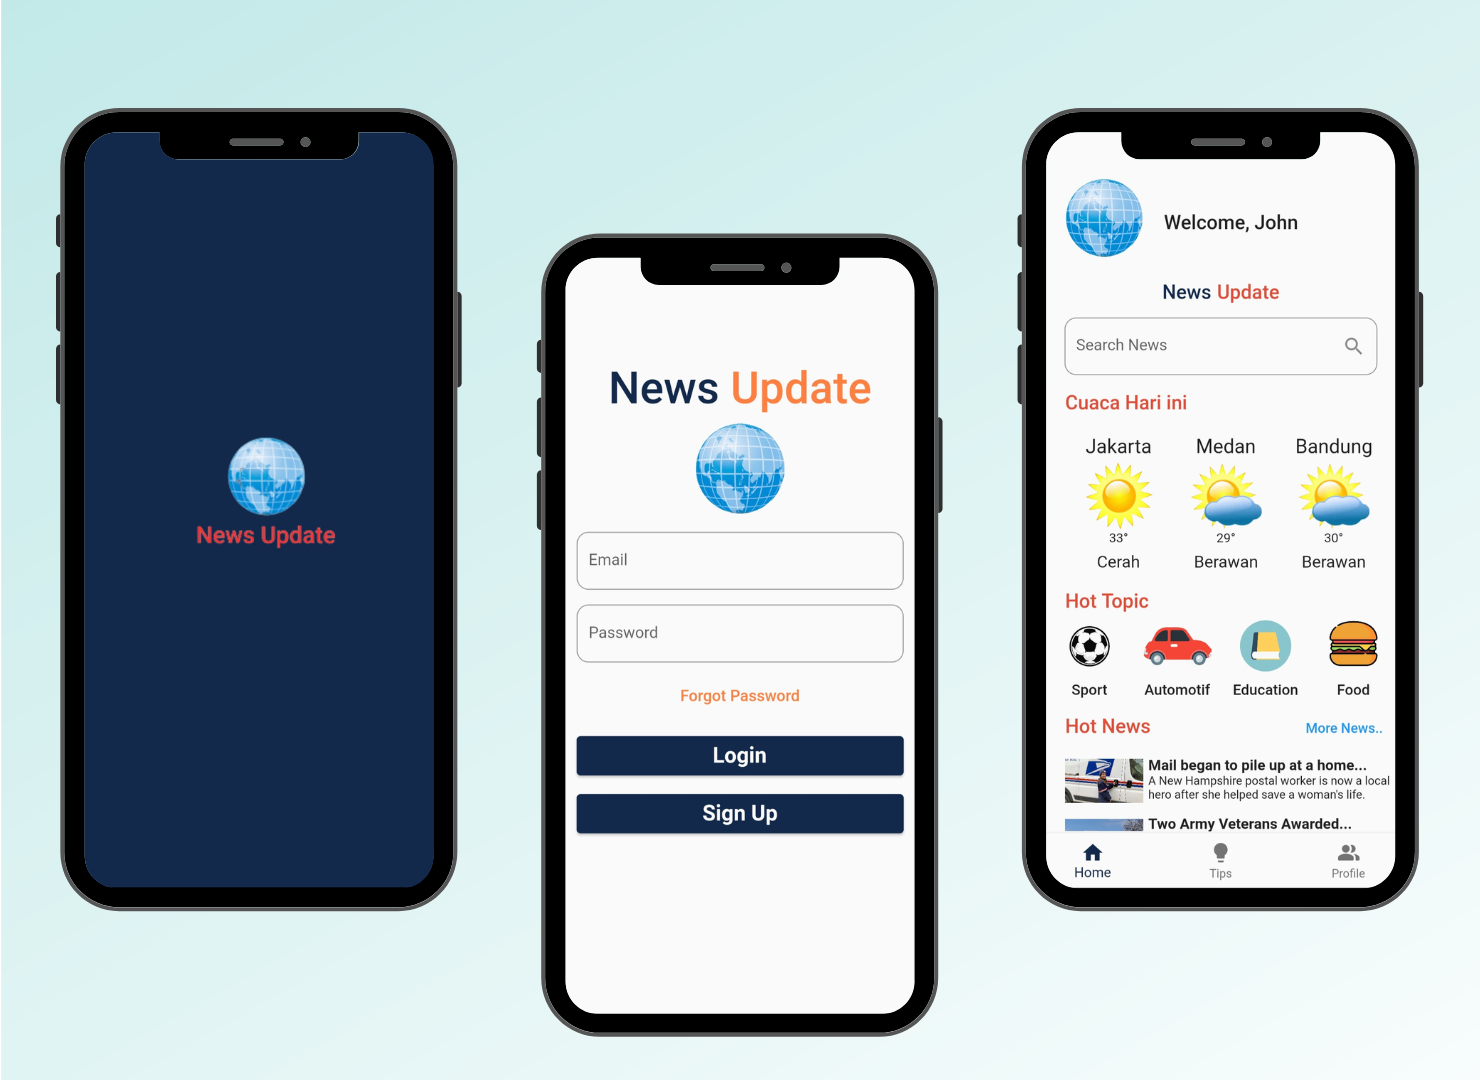 News Update
News Update
Email
Password
Forgot Password
Login
Sign Up
Welcome, John
News Update
Search News
Cuaca Hari ini
Jakarta Medan Bandung
33° 29° 30°
Cerah Berawan Berawan
Hot Topic
Sport Automotif Education Food
Hot News More News..
Mail began to pile up at a home...
A New Hampshire postal worker is now a local
hero after she helped save a woman's life.
Two Army Veterans Awarded...
Home Tips Profile